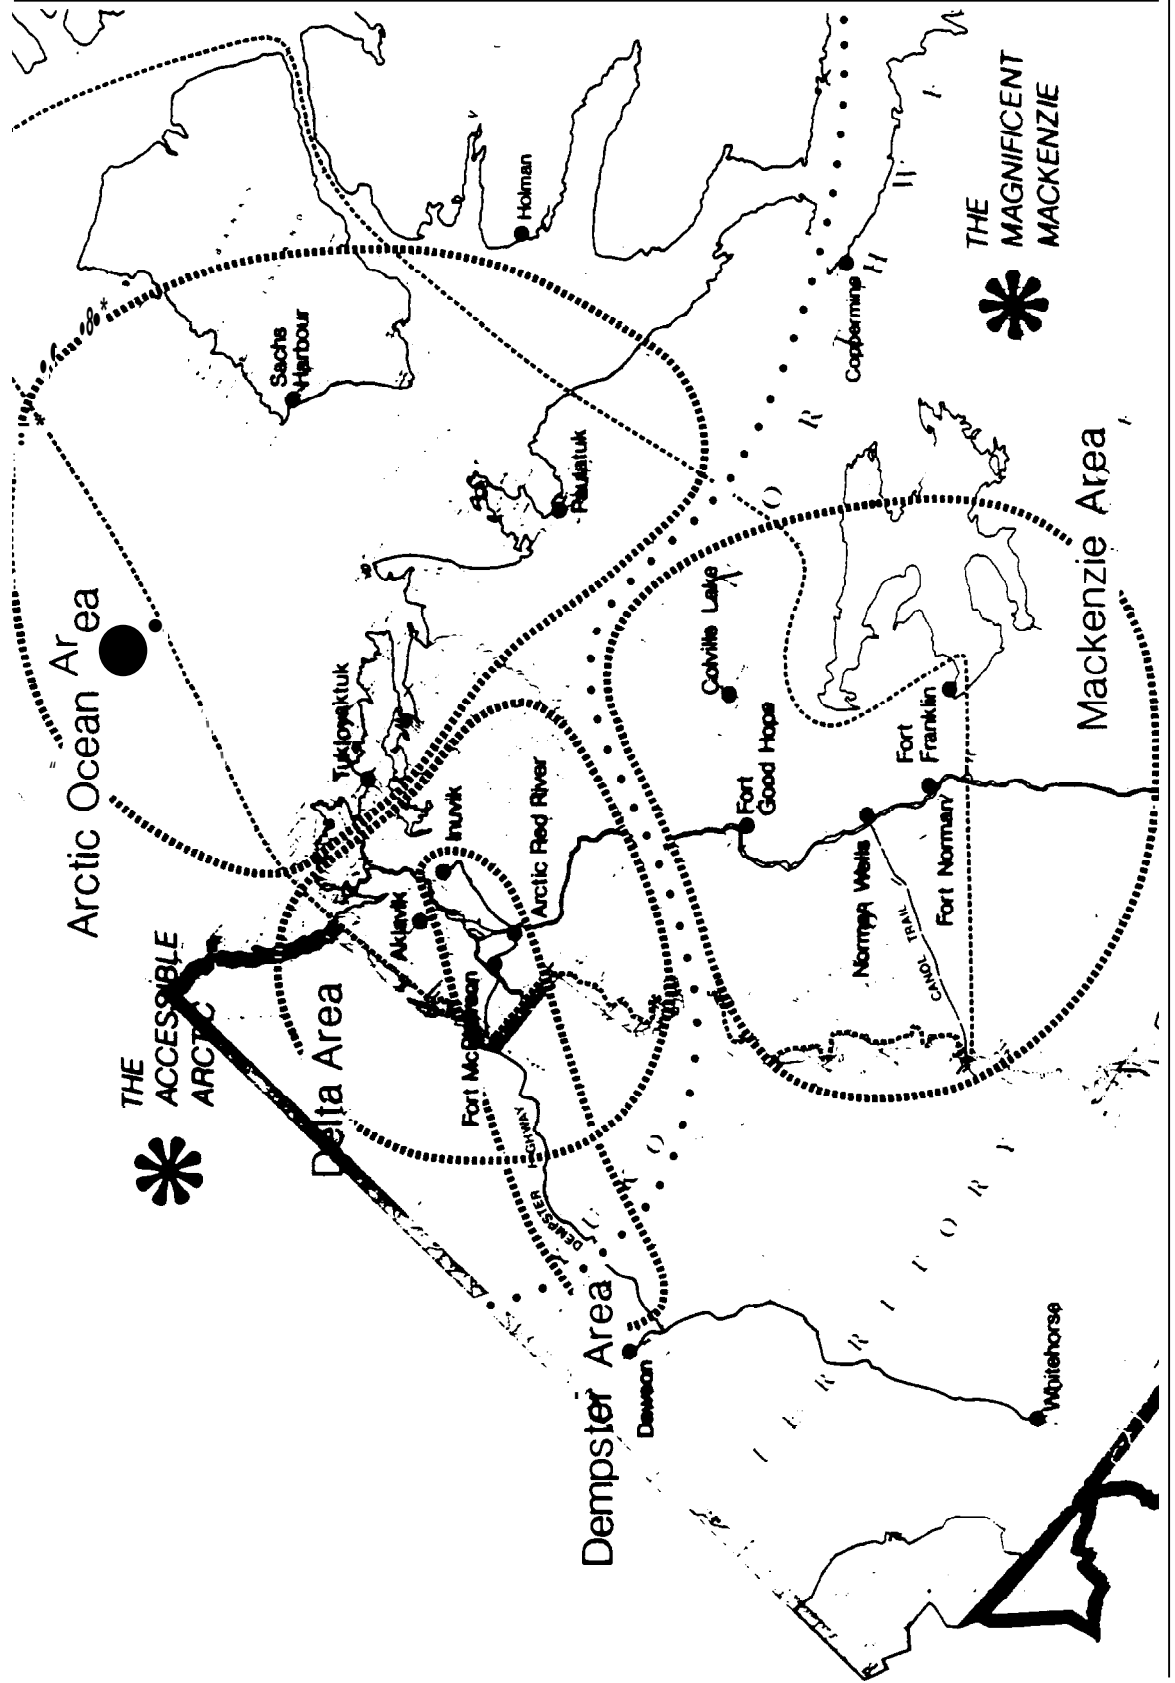 THE
ACCESSIBLE
ARCTIC
Arctic Ocean Area
Delta Area
Dempster Area
Mackenzie Area
THE
MAGNIFICENT
MACKENZIE
Sachs
Harbour
Holman
Paulatuk
Coppermine
Tuktoyaktuk
Inuvik
Aklavik
Arctic Red River
Fort McPherson
Colville Lake
Fort
Good Hope
Fort
Franklin
Norman Wells
Fort Norman
CANOL TRAIL
DEMPSTER HIGHWAY
Dawson
Whitehorse